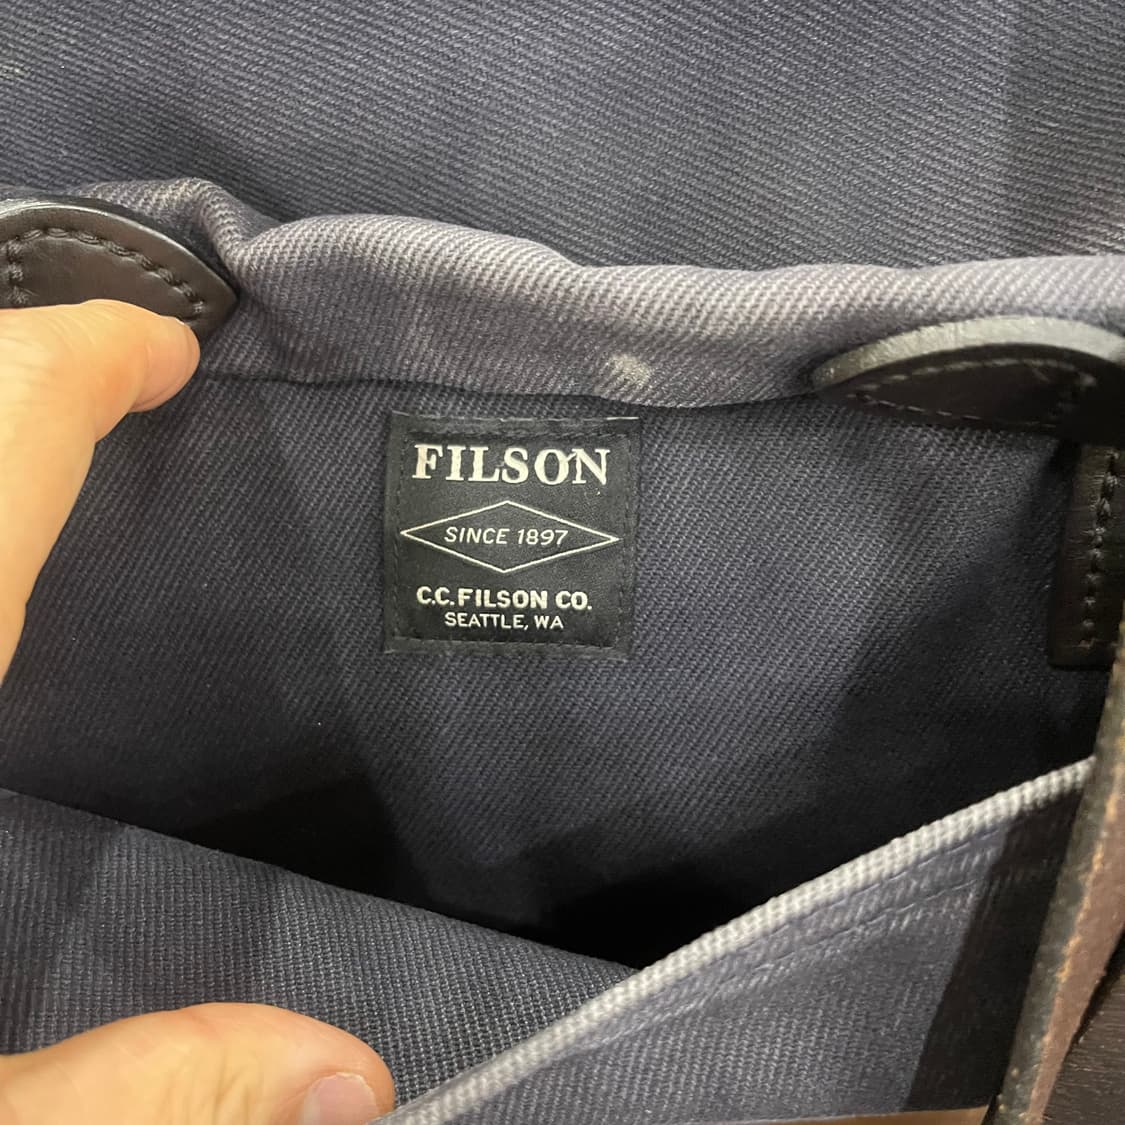 FILSON
SINCE 1897
C.C. FILSON CO.
SEATTLE, WA